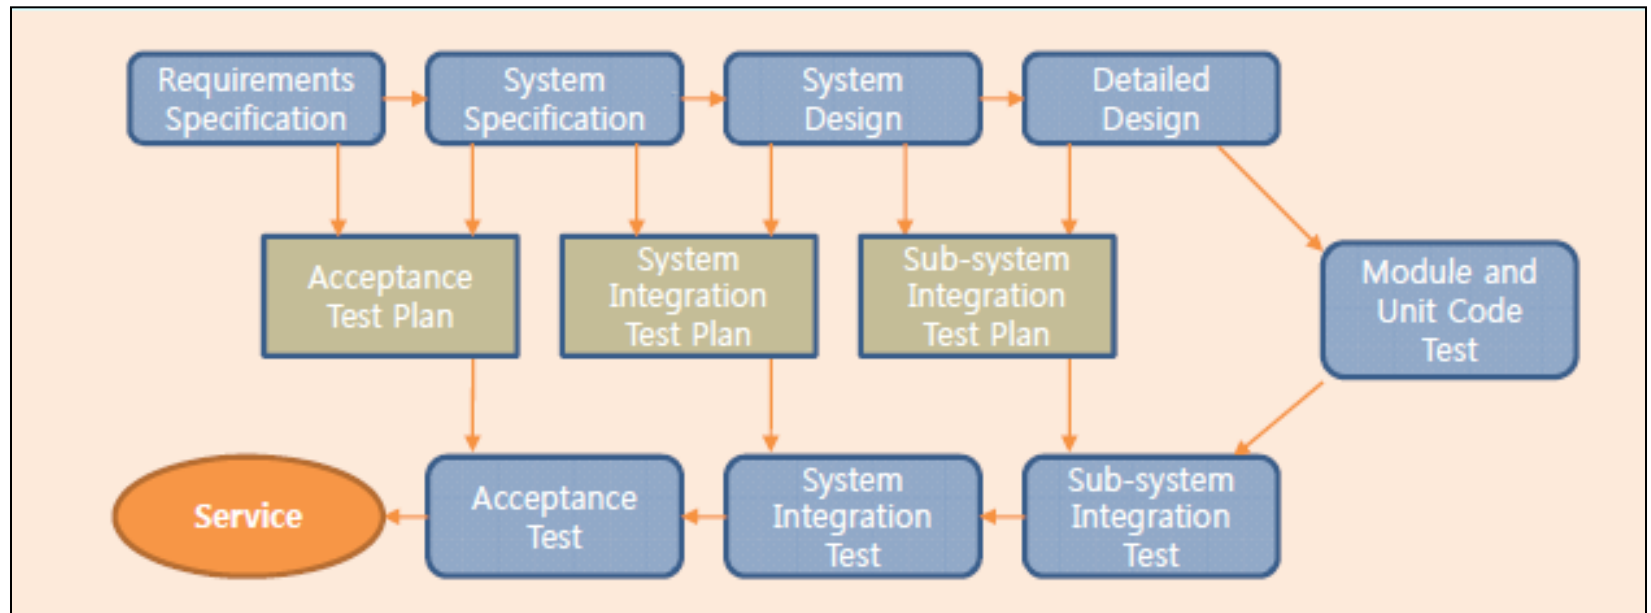 Requirements
Specification
System
Specification
System
Design
Detailed
Design
Acceptance
Test Plan
System
Integration
Test Plan
Sub-system
Integration
Test Plan
Module and
Unit Code
Test
Service
Acceptance
Test
System
Integration
Test
Sub-system
Integration
Test